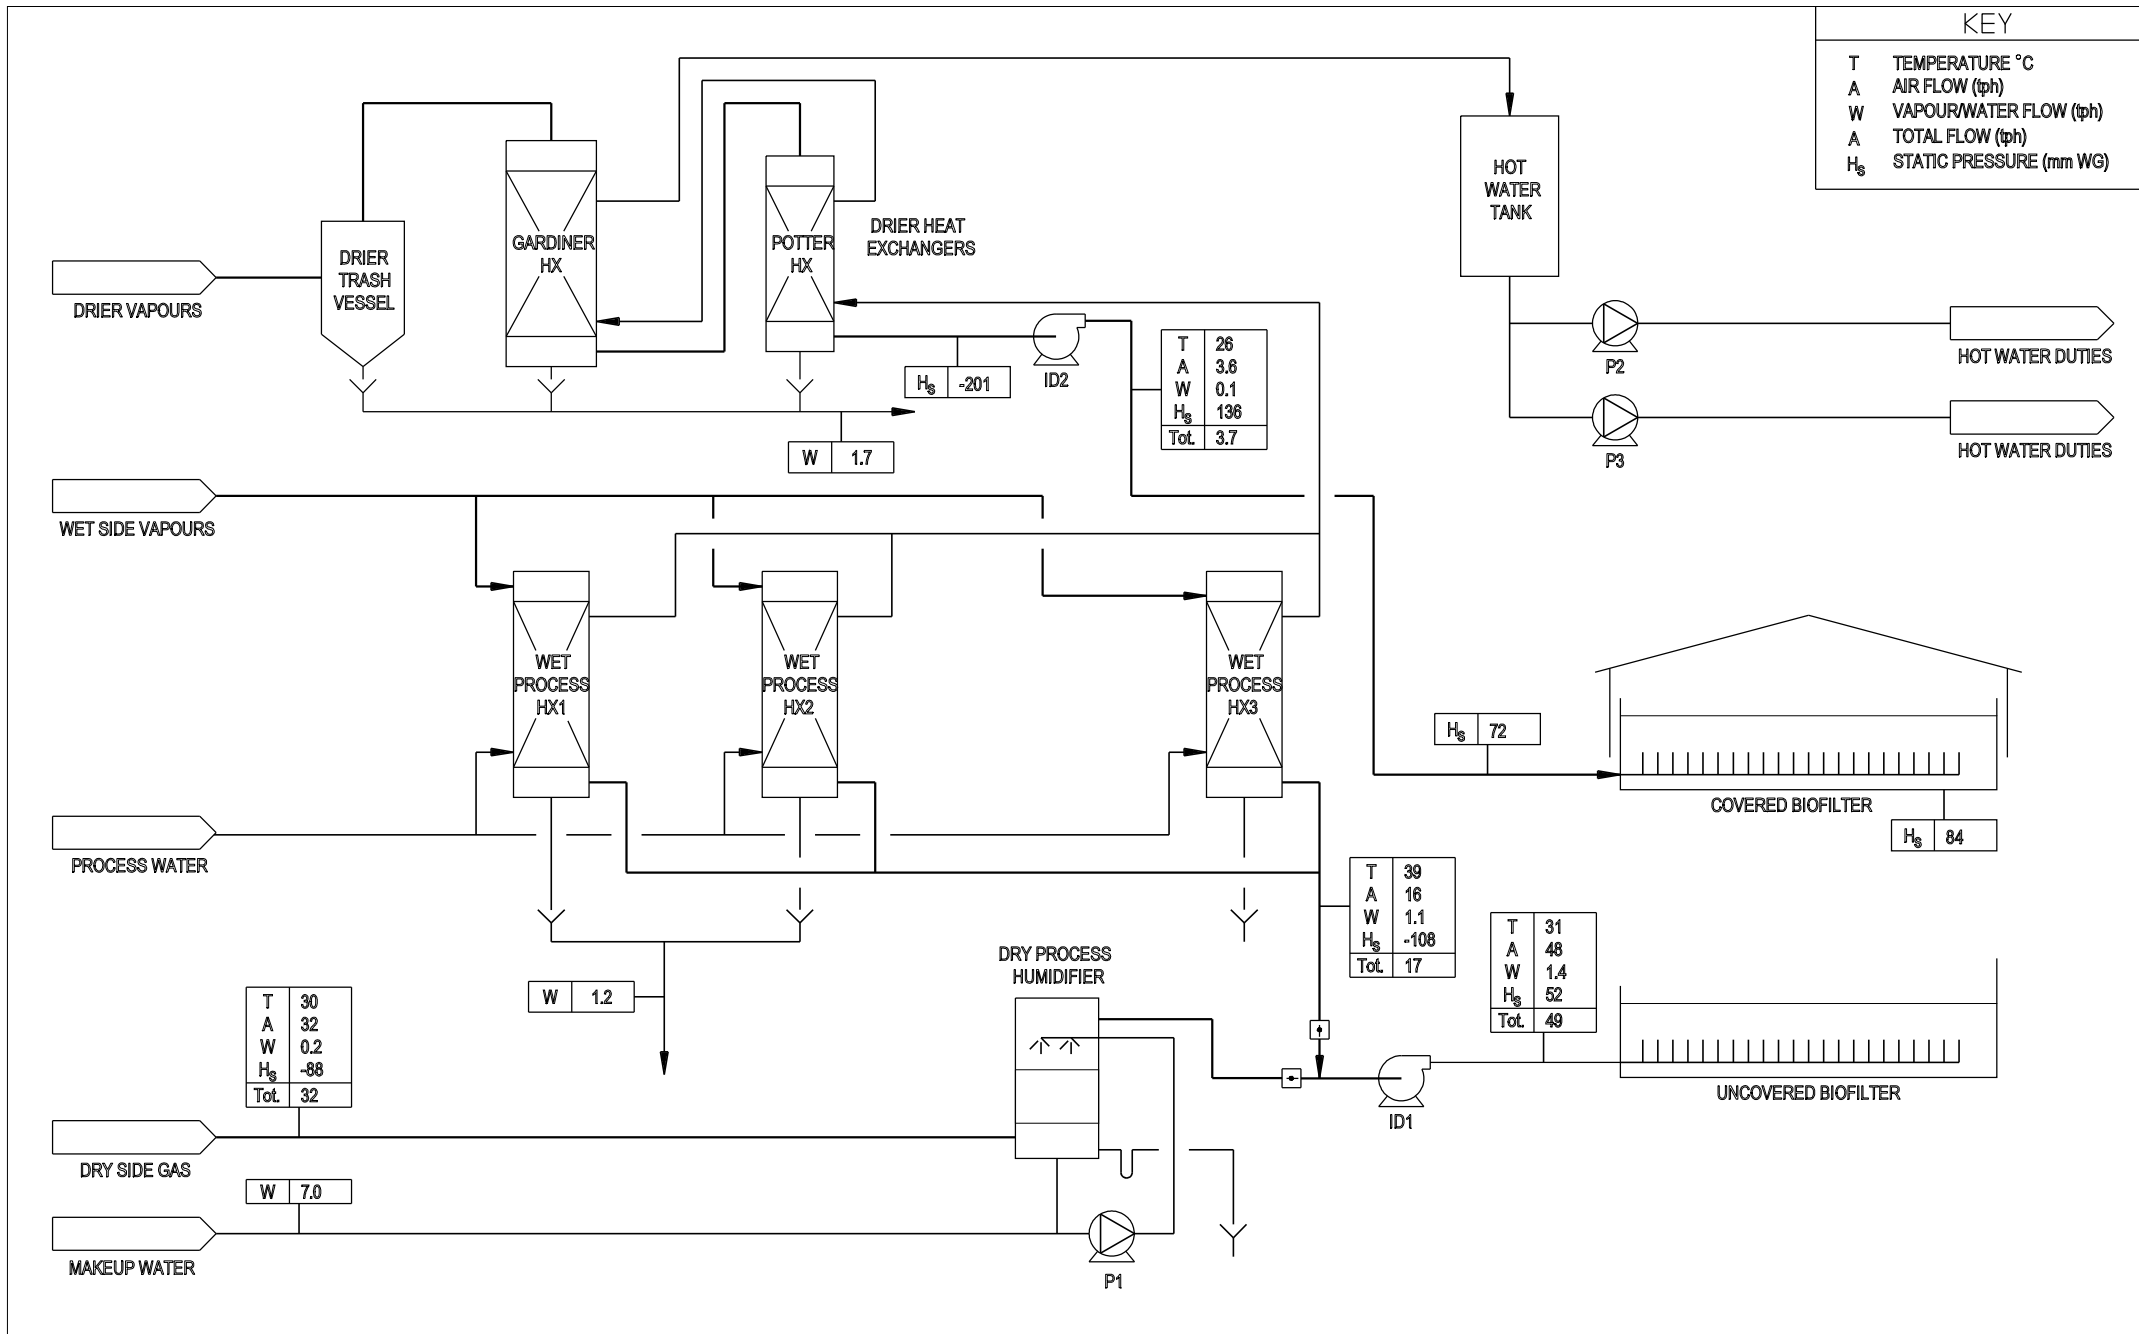 KEY
T TEMPERATURE °C
A AIR FLOW (tph)
W VAPOUR/WATER FLOW (tph)
A TOTAL FLOW (tph)
Hs STATIC PRESSURE (mm WG)
HOT
WATER
TANK
GARDINER
HX
POTTER
HX
DRIER HEAT
EXCHANGERS
DRIER
TRASH
VESSEL
DRIER VAPOURS
ID2
Hs -201
T 26
A 3.6
W 0.1
Hs 136
Tot. 3.7
P2
HOT WATER DUTIES
P3
HOT WATER DUTIES
W 1.7
WET SIDE VAPOURS
WET
PROCESS
HX1
WET
PROCESS
HX2
WET
PROCESS
HX3
Hs 72
COVERED BIOFILTER
Hs 84
PROCESS WATER
T 39
A 16
W 1.1
Hs -108
Tot. 17
T 31
A 48
W 1.4
Hs 52
Tot. 49
DRY PROCESS
HUMIDIFIER
W 1.2
T 30
A 32
W 0.2
Hs -88
Tot. 32
ID1
UNCOVERED BIOFILTER
DRY SIDE GAS
W 7.0
MAKEUP WATER
P1